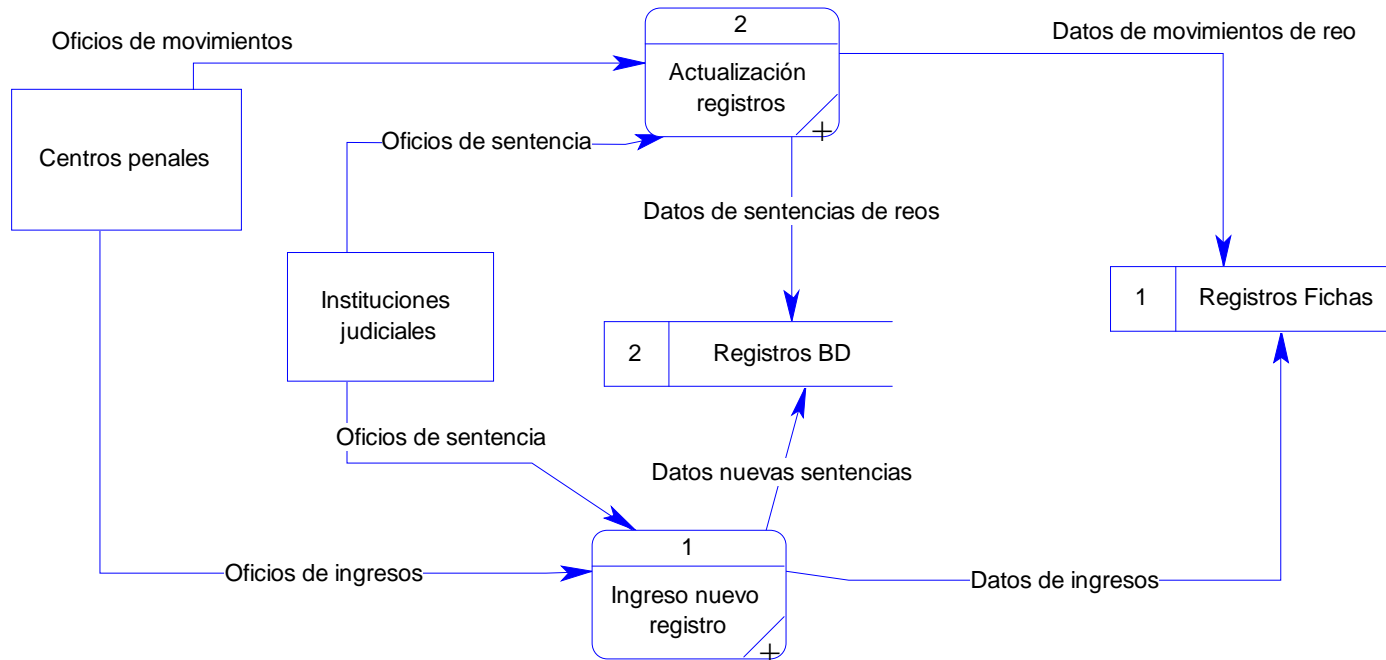 2
Oficios de movimientos
Datos de movimientos de reo
Actualización
registros
Centros penales
Oficios de sentencia
Datos de sentencias de reos
Instituciones
judiciales
1
Registros Fichas
2
Registros BD
Oficios de sentencia
Datos nuevas sentencias
1
Oficios de ingresos
Datos de ingresos
Ingreso nuevo
registro